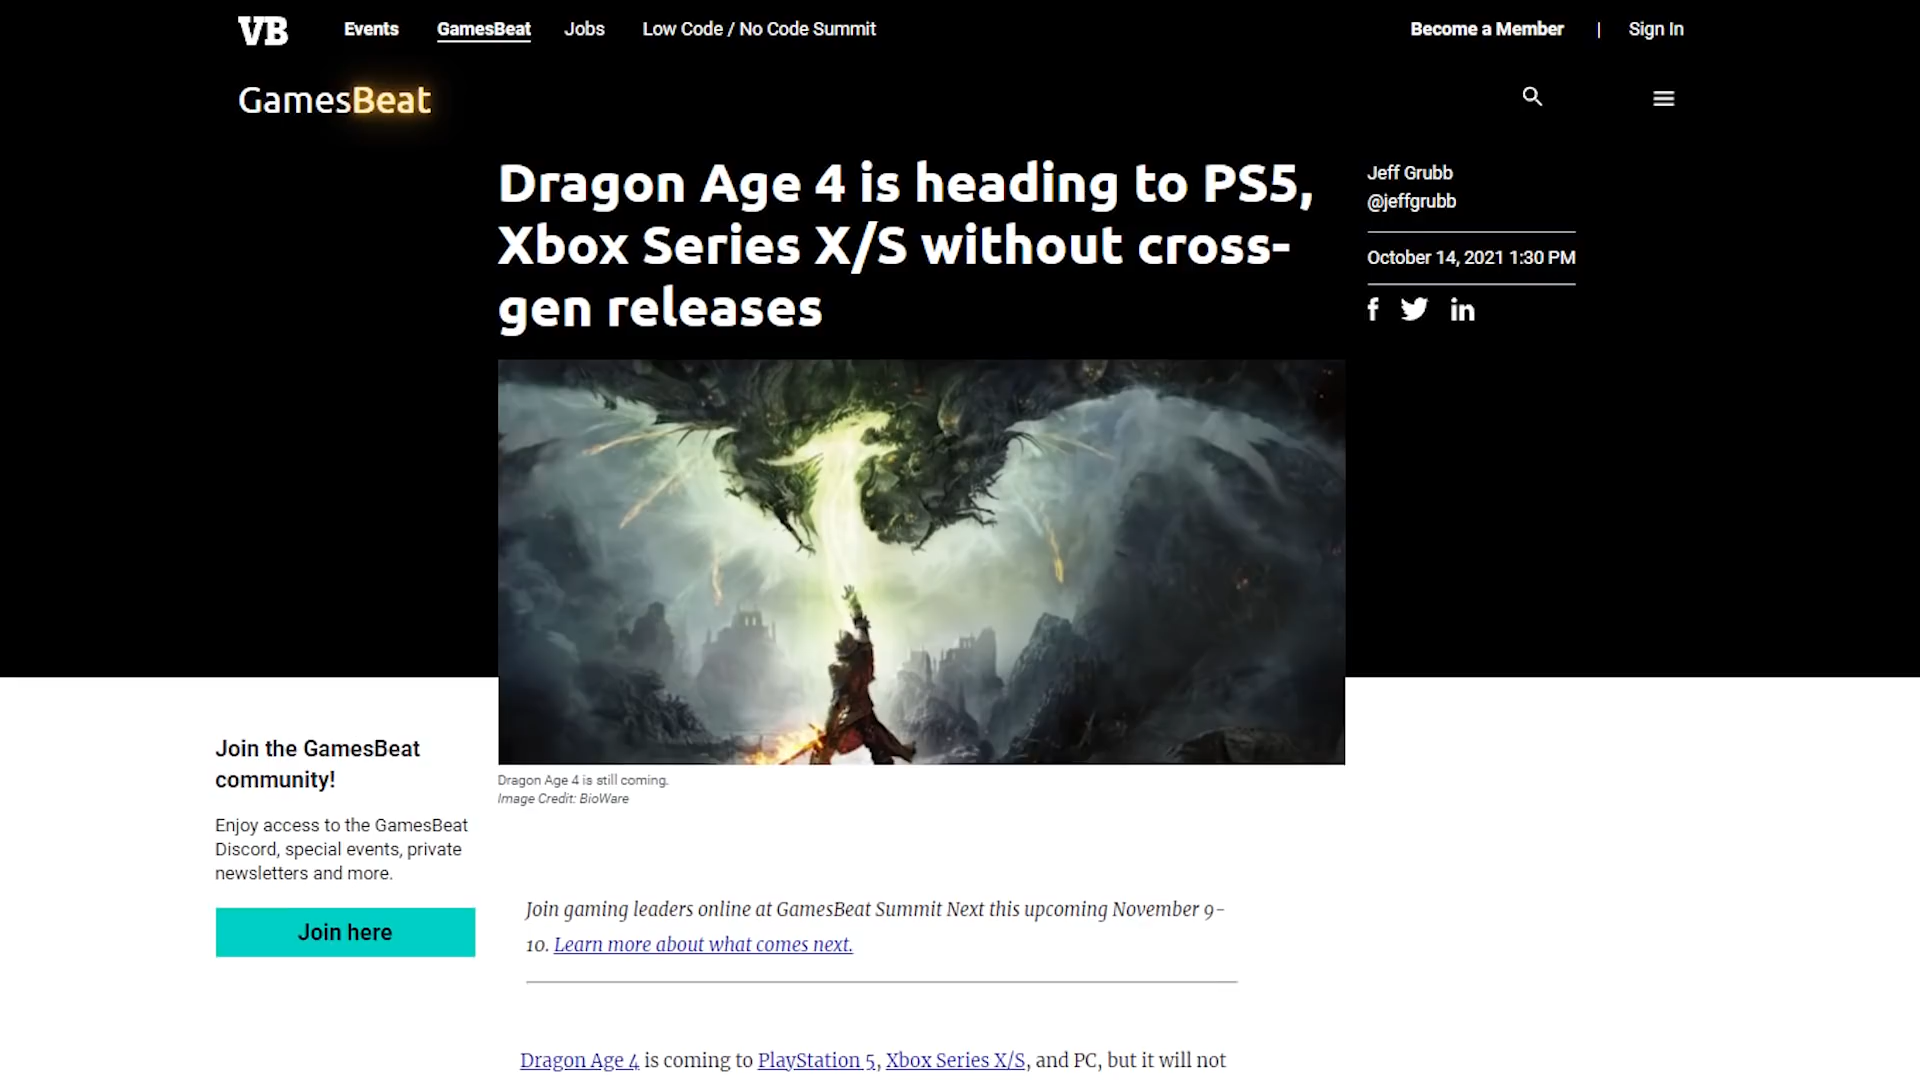 VB Events GamesBeat Jobs Low Code / No Code Summit Become a Member | Sign In
GamesBeat
Dragon Age 4 is heading to PS5,
Xbox Series X/S without cross-
gen releases
Jeff Grubb
@jeffgrubb
October 14, 2021 1:30 PM
f in
Dragon Age 4 is still coming.
Image Credit: BioWare
Join the GamesBeat
community!
Enjoy access to the GamesBeat
Discord, special events, private
newsletters and more.
Join here
Join gaming leaders online at GamesBeat Summit Next this upcoming November 9-
10. Learn more about what comes next.
Dragon Age 4 is coming to PlayStation 5, Xbox Series X/S, and PC, but it will not